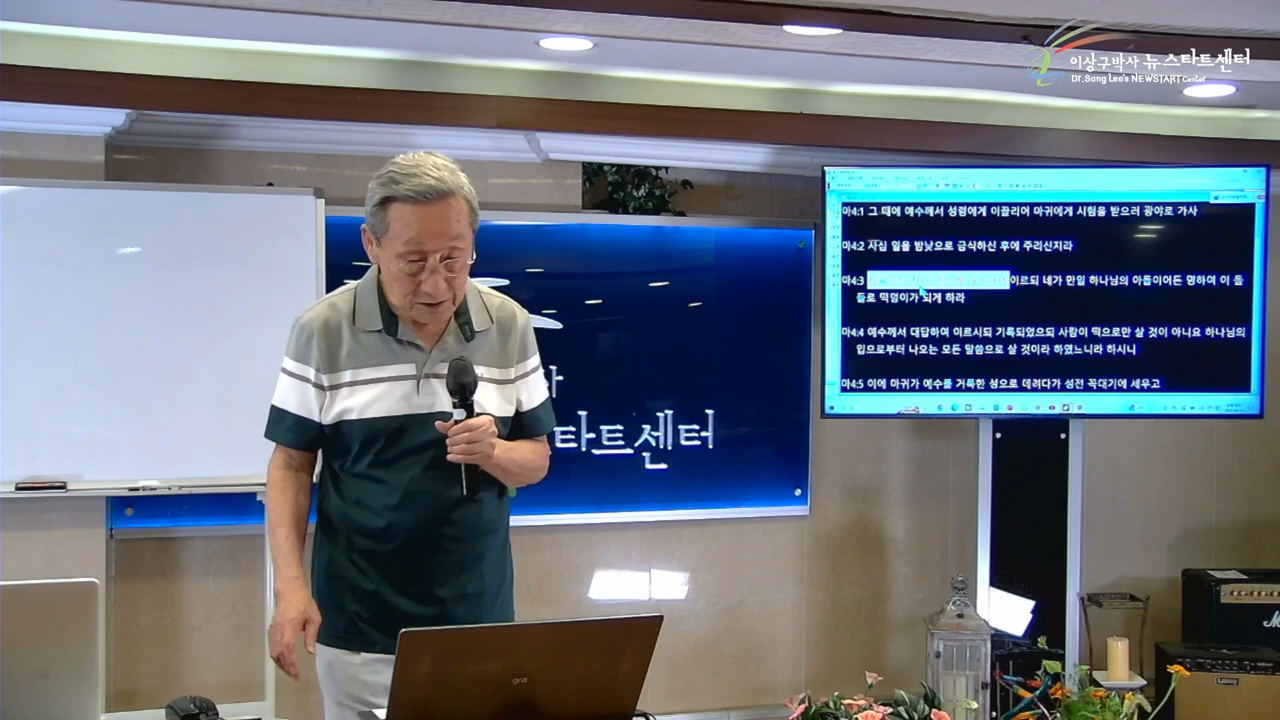 이상구박사 뉴스타트센터
Dr.Sang Lee's NEWSTART Center
마4:1 그 때에 예수께서 성령에게 이끌리어 마귀에게 시험을 받으러 광야로 가사
마4:2 사십 일을 밤낮으로 금식하신 후에 주리신지라
마4:3 이르되 네가 만일 하나님의 아들이어든 명하여 이 돌
들로 떡덩이가 되게 하라
마4:4 예수께서 대답하여 이르시되 기록되었으되 사람이 떡으로만 살 것이 아니요 하나님의
입으로부터 나오는 모든 말씀으로 살 것이라 하였느니라 하시니
마4:5 이에 마귀가 예수를 거룩한 성으로 데려다가 성전 꼭대기에 세우고
타트센터
gra
Laney